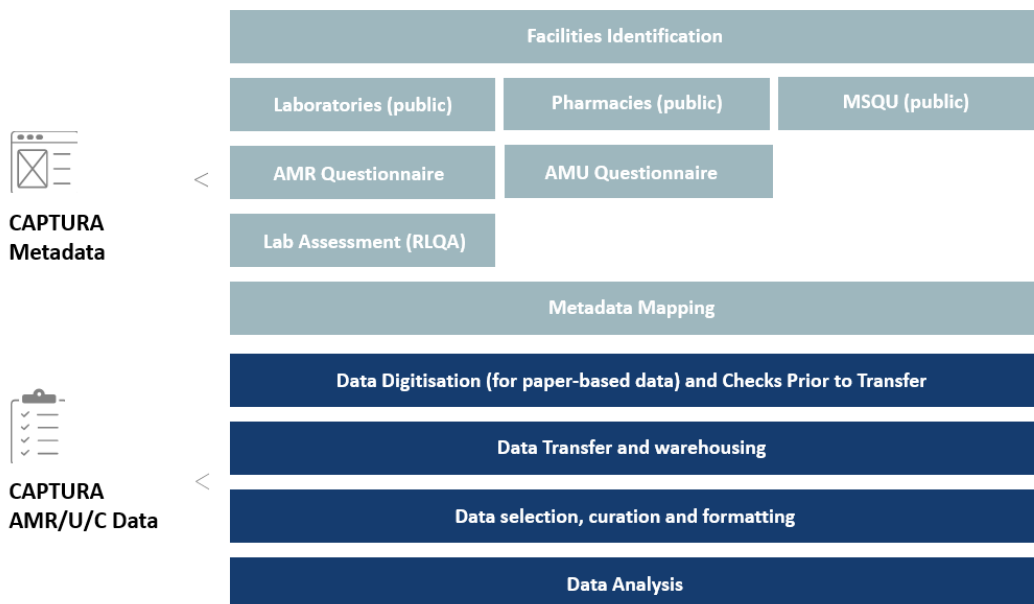 Facilities Identification
Laboratories (public)
Pharmacies (public)
MSQU (public)
AMR Questionnaire
AMU Questionnaire
CAPTURA
Metadata
Lab Assessment (RLQA)
Metadata Mapping
Data Digitisation (for paper-based data) and Checks Prior to Transfer
Data Transfer and warehousing
CAPTURA
AMR/U/C Data
Data selection, curation and formatting
Data Analysis